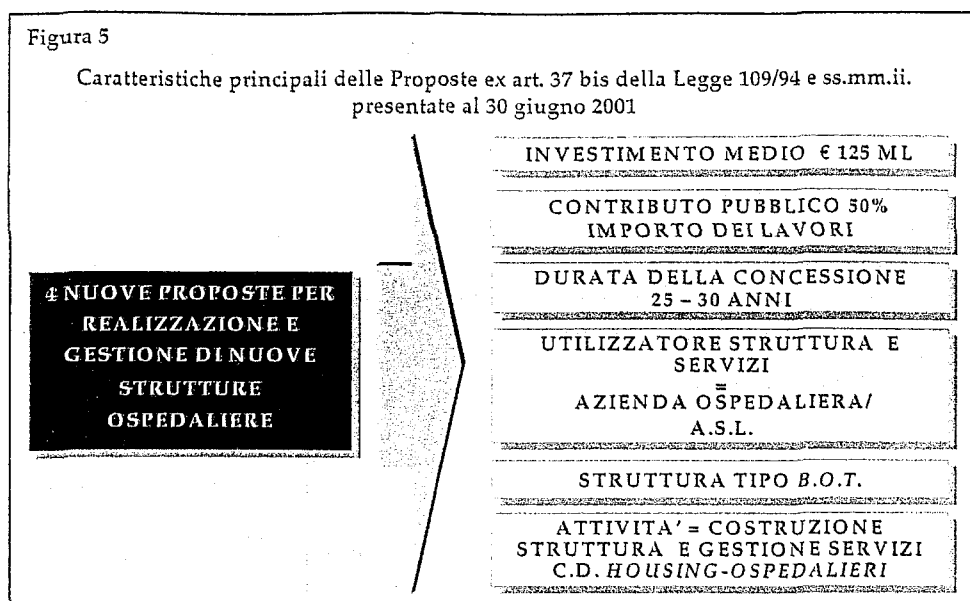 Figura 5
Caratteristiche principali delle Proposte ex art. 37 bis della Legge 109/94 e ss.mm.ii.
presentate al 30 giugno 2001
4 NUOVE PROPOSTE PER
REALIZZAZIONE E
GESTIONE DI NUOVE
STRUTTURE
OSPEDALIERE
INVESTIMENTO MEDIO € 125 ML
CONTRIBUTO PUBBLICO 50%
IMPORTO DEI LAVORI
DURATA DELLA CONCESSIONE
25 – 30 ANNI
UTILIZZATORE STRUTTURA E
SERVIZI
=
AZIENDA OSPEDALIERA/
A.S.L.
STRUTTURA TIPO B.O.T.
ATTIVITA' = COSTRUZIONE
STRUTTURA E GESTIONE SERVIZI
C.D. HOUSING-OSPEDALIERI